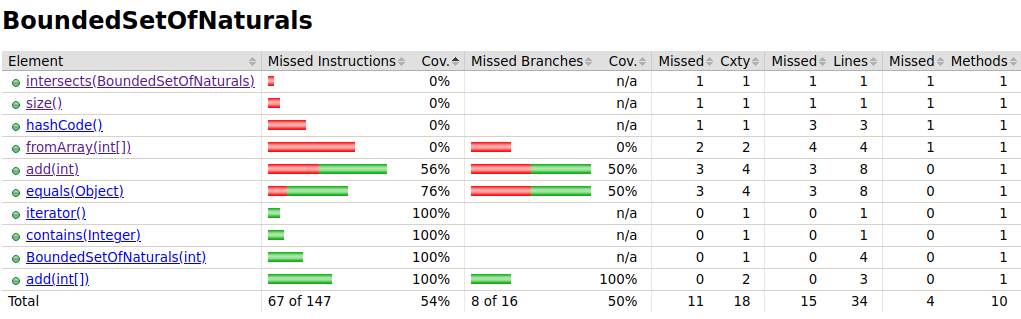 BoundedSetOfNaturals
Element Missed Instructions Cov. Missed Branches Cov. Missed Cxty Missed Lines Missed Methods
intersects(BoundedSetOfNaturals) 0% n/a 1 1 1 1 1 1
size() 0% n/a 1 1 1 1 1 1
hashCode() 0% n/a 1 1 3 3 1 1
fromArray(int[]) 0% 0% 2 2 4 4 1 1
add(int) 56% 50% 3 4 3 8 0 1
equals(Object) 76% 50% 3 4 3 8 0 1
iterator() 100% n/a 0 1 0 1 0 1
contains(Integer) 100% n/a 0 1 0 1 0 1
BoundedSetOfNaturals(int) 100% n/a 0 1 0 4 0 1
add(int[]) 100% 100% 0 2 0 3 0 1
Total 67 of 147 54% 8 of 16 50% 11 18 15 34 4 10